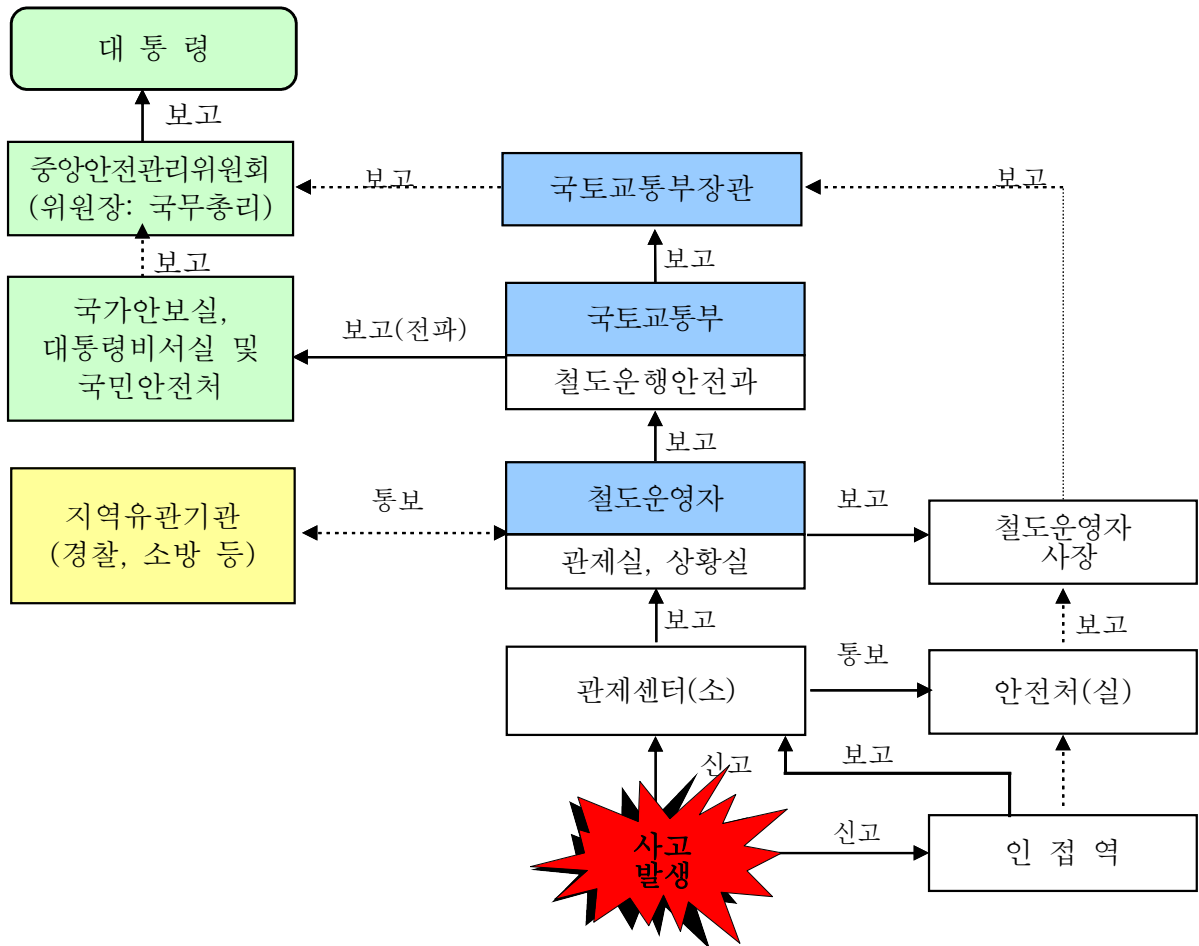 대 통 령
보고
중앙안전관리위원회
(위원장: 국무총리)
보고
국토교통부장관
보고
보고
보고
국가안보실,
대통령비서실 및
국민안전처
보고(전파)
국토교통부
철도운행안전과
보고
지역유관기관
(경찰, 소방 등)
통보
철도운영자
관제실, 상황실
보고
철도운영자
사장
보고
보고
관제센터(소)
통보
안전처(실)
신고
보고
사고
발생
신고
인 접 역